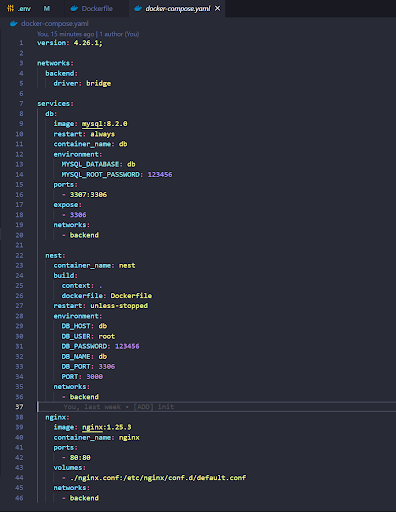 .env M Dockerfile docker-compose.yaml ×
docker-compose.yaml
You, 15 minutes ago | 1 author (You)
1 version: 4.26.1;
2
3 networks:
4   backend:
5     driver: bridge
6
7 services:
8   db:
9     image: mysql:8.2.0
10     restart: always
11     container_name: db
12     environment:
13       MYSQL_DATABASE: db
14       MYSQL_ROOT_PASSWORD: 123456
15     ports:
16       - 3307:3306
17     expose:
18       - 3306
19     networks:
20       - backend
21
22   nest:
23     container_name: nest
24     build:
25       context: .
26       dockerfile: Dockerfile
27     restart: unless-stopped
28     environment:
29       DB_HOST: db
30       DB_USER: root
31       DB_PASSWORD: 123456
32       DB_NAME: db
33       DB_PORT: 3306
34       PORT: 3000
35     networks:
36       - backend
37 You, last week • [ADD] init
38   nginx:
39     image: nginx:1.25.3
40     container_name: nginx
41     ports:
42       - 80:80
43     volumes:
44       - ./nginx.conf:/etc/nginx/conf.d/default.conf
45     networks:
46       - backend